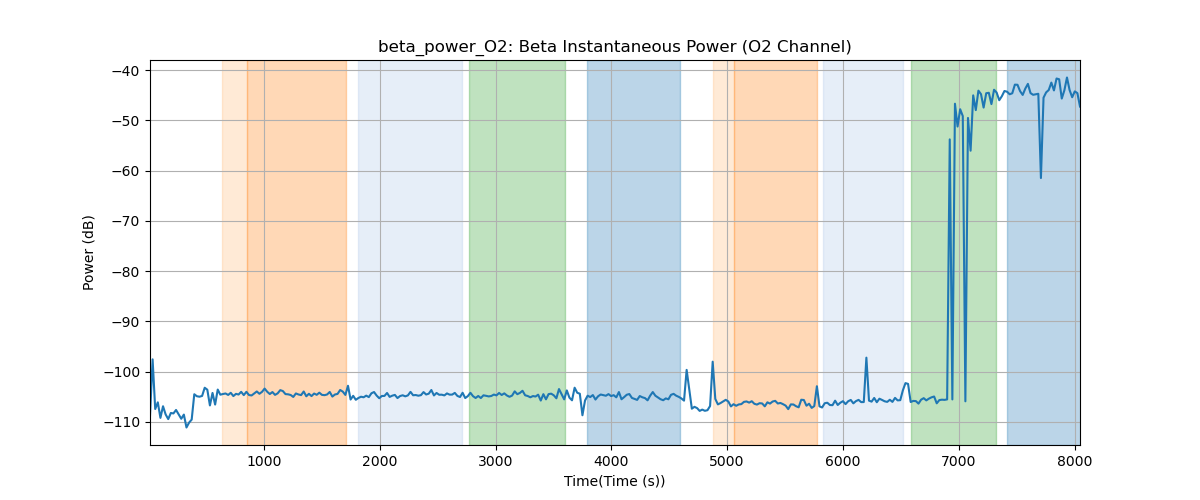 beta_power_O2: Beta Instantaneous Power (O2 Channel)
Power (dB)
−40
−50
−60
−70
−80
−90
−100
−110
1000 2000 3000 4000 5000 6000 7000 8000
Time(Time (s))